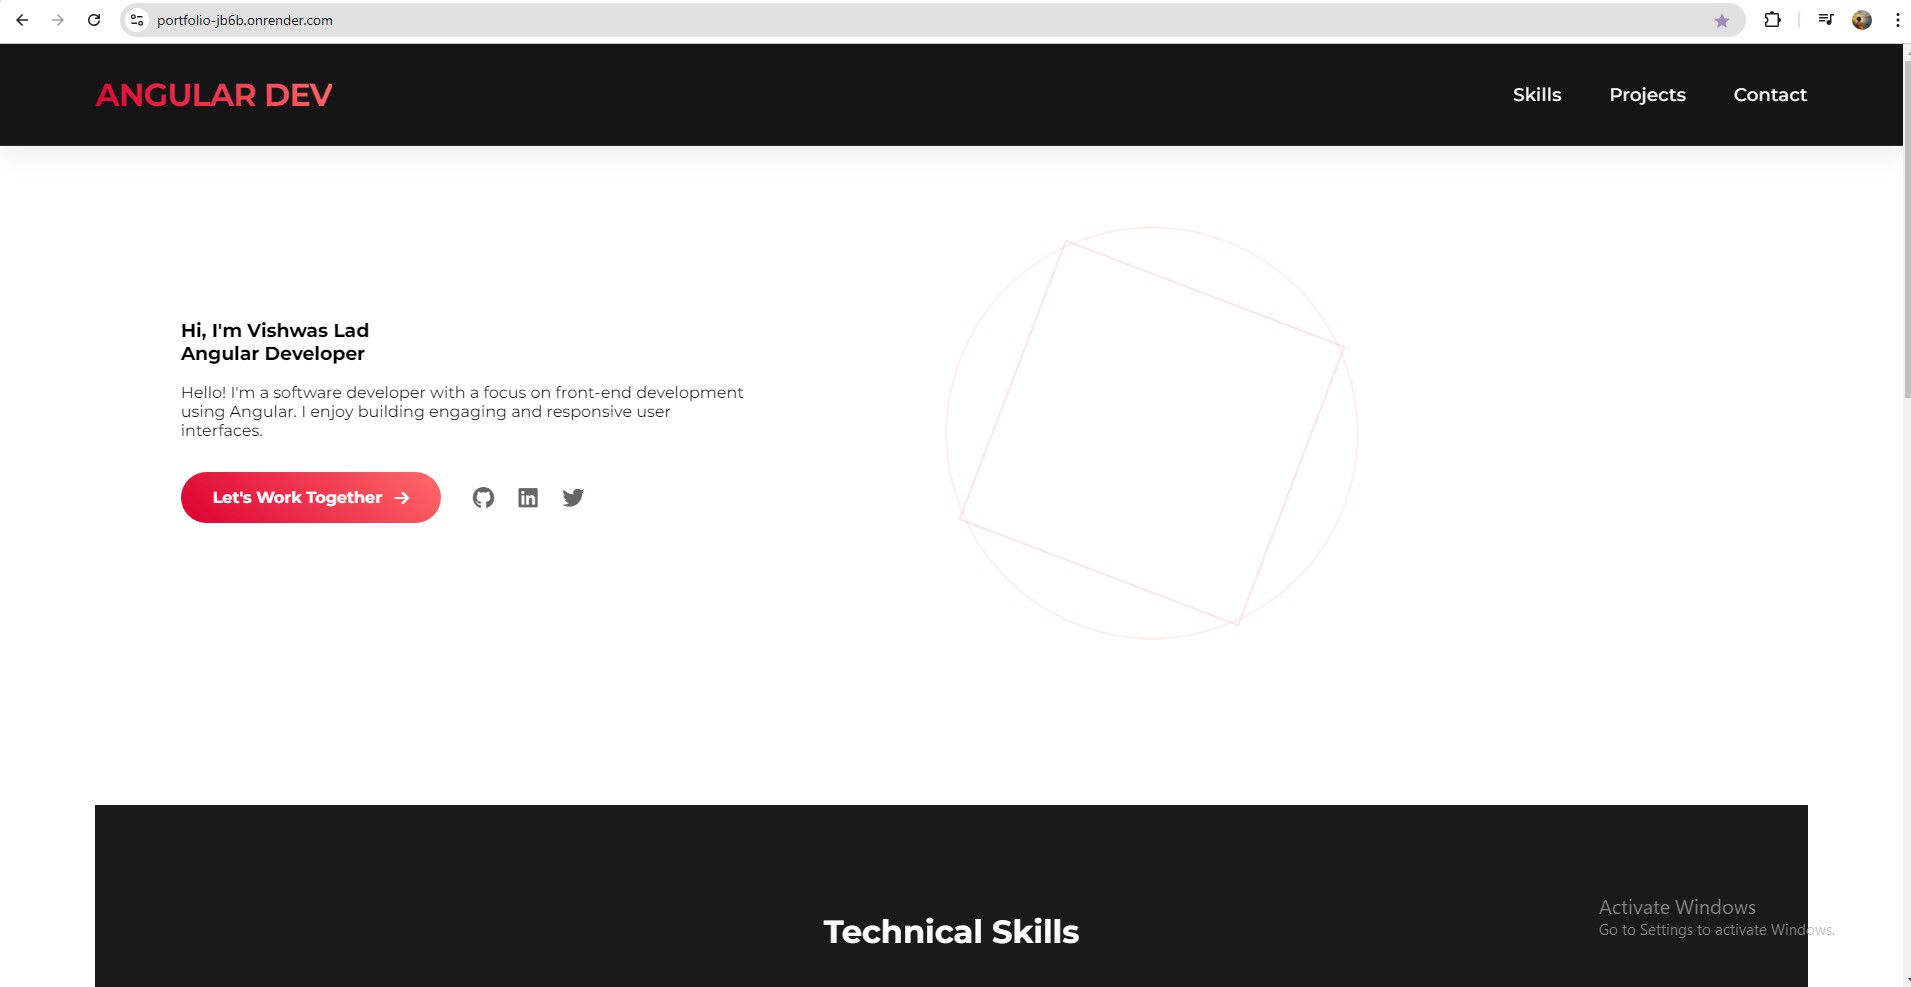 portfolio-jb6b.onrender.com
ANGULAR DEV
Skills
Projects
Contact
Hi, I'm Vishwas Lad
Angular Developer
Hello! I'm a software developer with a focus on front-end development
using Angular. I enjoy building engaging and responsive user
interfaces.
Let's Work Together →
in
Technical Skills
Activate Windows
Go to Settings to activate Windows.